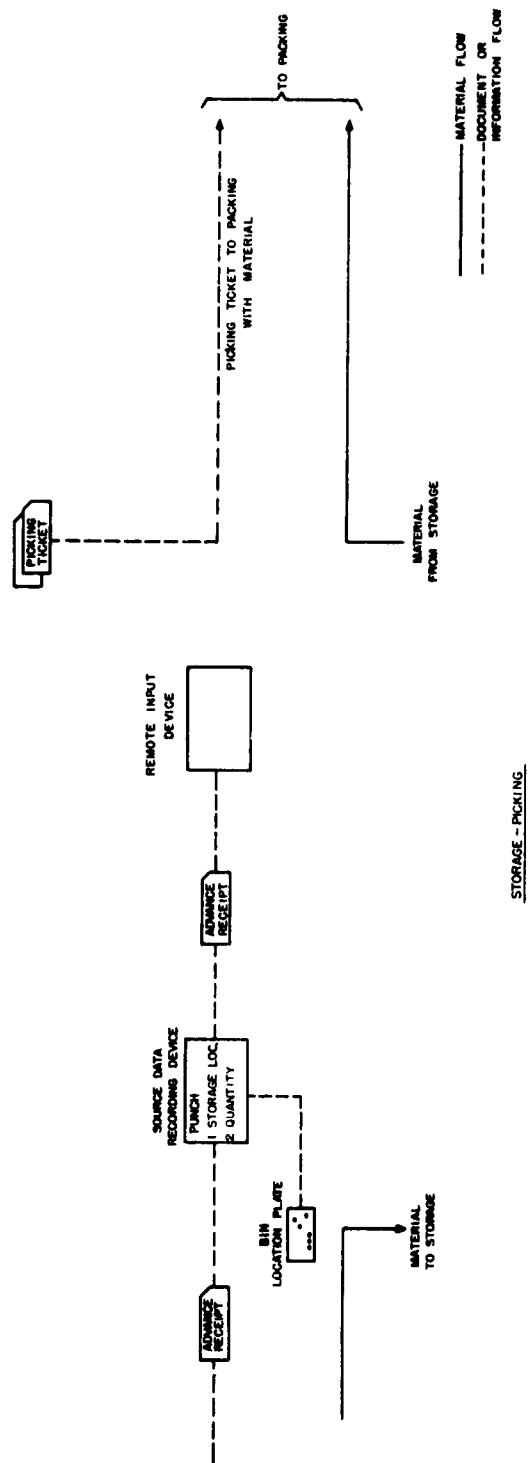 ADVANCE
RECEIPT
SOURCE DATA
RECORDING DEVICE
PUNCH
1 STORAGE LOC.
2 QUANTITY
BIN
LOCATION PLATE
MATERIAL
TO STORAGE
ADVANCE
RECEIPT
REMOTE INPUT
DEVICE
PICKING
TICKET
PICKING TICKET TO PACKING
WITH MATERIAL
TO PACKING
MATERIAL
FROM STORAGE
MATERIAL FLOW
DOCUMENT OR
INFORMATION FLOW
STORAGE - PICKING